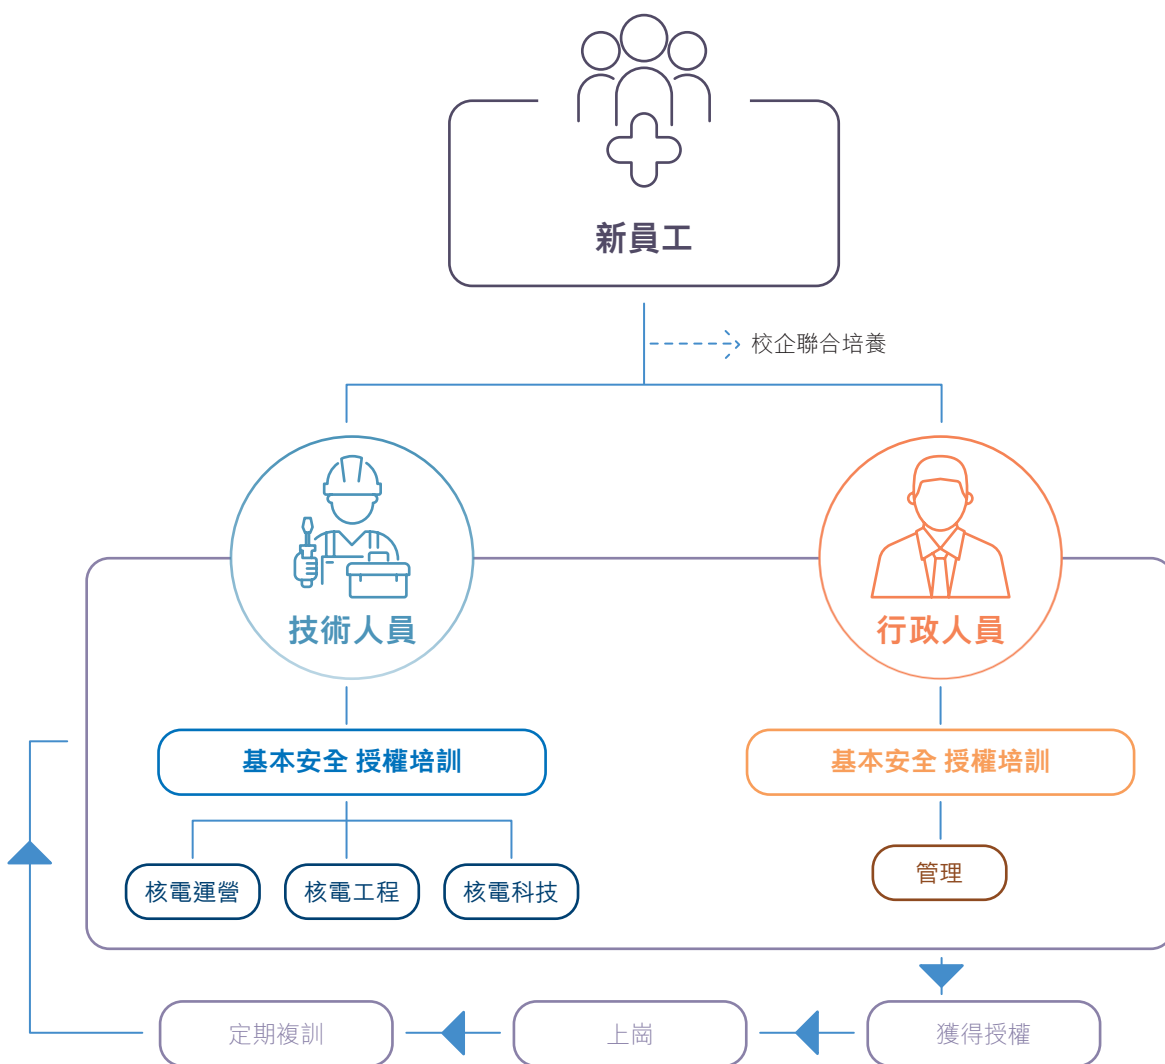 新員工
校企聯合培養
技術人員
行政人員
基本安全 授權培訓
基本安全 授權培訓
核電運營
核電工程
核電科技
管理
定期複訓
上崗
獲得授權